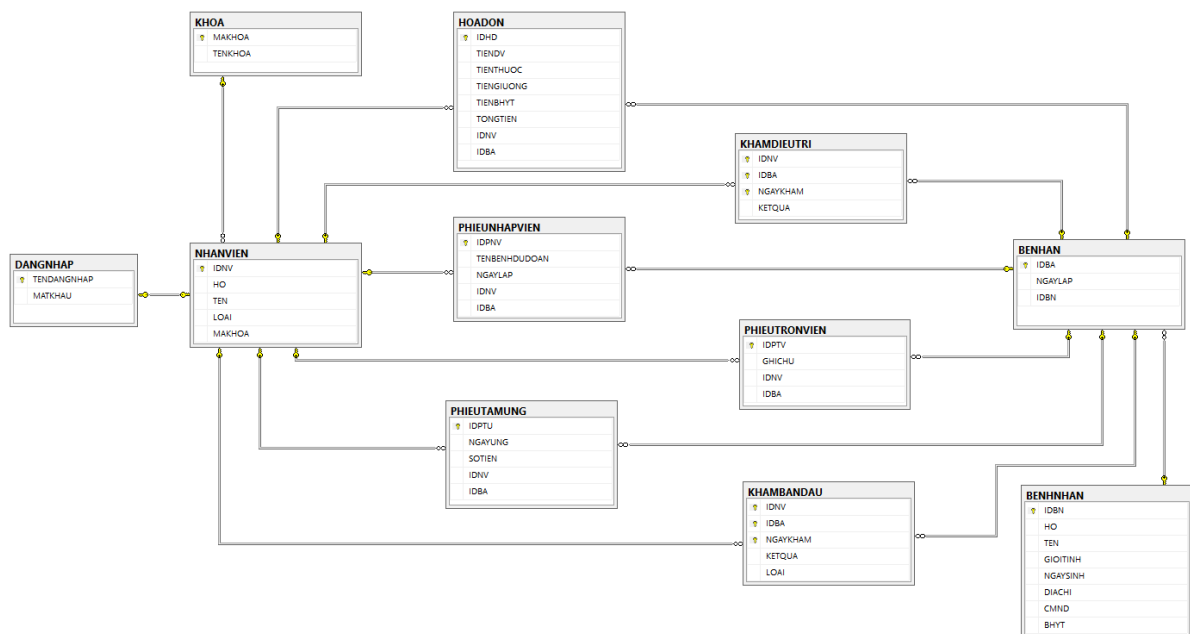 KHOA
MAKHOA
TENKHOA
HOADON
IDHD
TIENDV
TIENTHUOC
TIENGIUONG
TIENBHYT
TONGTIEN
IDNV
IDBA
KHAMDIEUTRI
IDNV
IDBA
NGAYKHAM
KETQUA
PHIEUNHAPVIEN
IDPNV
TENBENHDUDOAN
NGAYLAP
IDNV
IDBA
NHANVIEN
IDNV
HO
TEN
LOAI
MAKHOA
DANGNHAP
TENDANGNHAP
MATKHAU
BENHAN
IDBA
NGAYLAP
IDBN
PHIEUTRONVIEN
IDPTV
GHICHU
IDNV
IDBA
PHIEUTAMUNG
IDPTU
NGAYUNG
SOTIEN
IDNV
IDBA
KHAMBANDAU
IDNV
IDBA
NGAYKHAM
KETQUA
LOAI
BENHNHAN
IDBN
HO
TEN
GIOITINH
NGAYSINH
DIACHI
CMND
BHYT